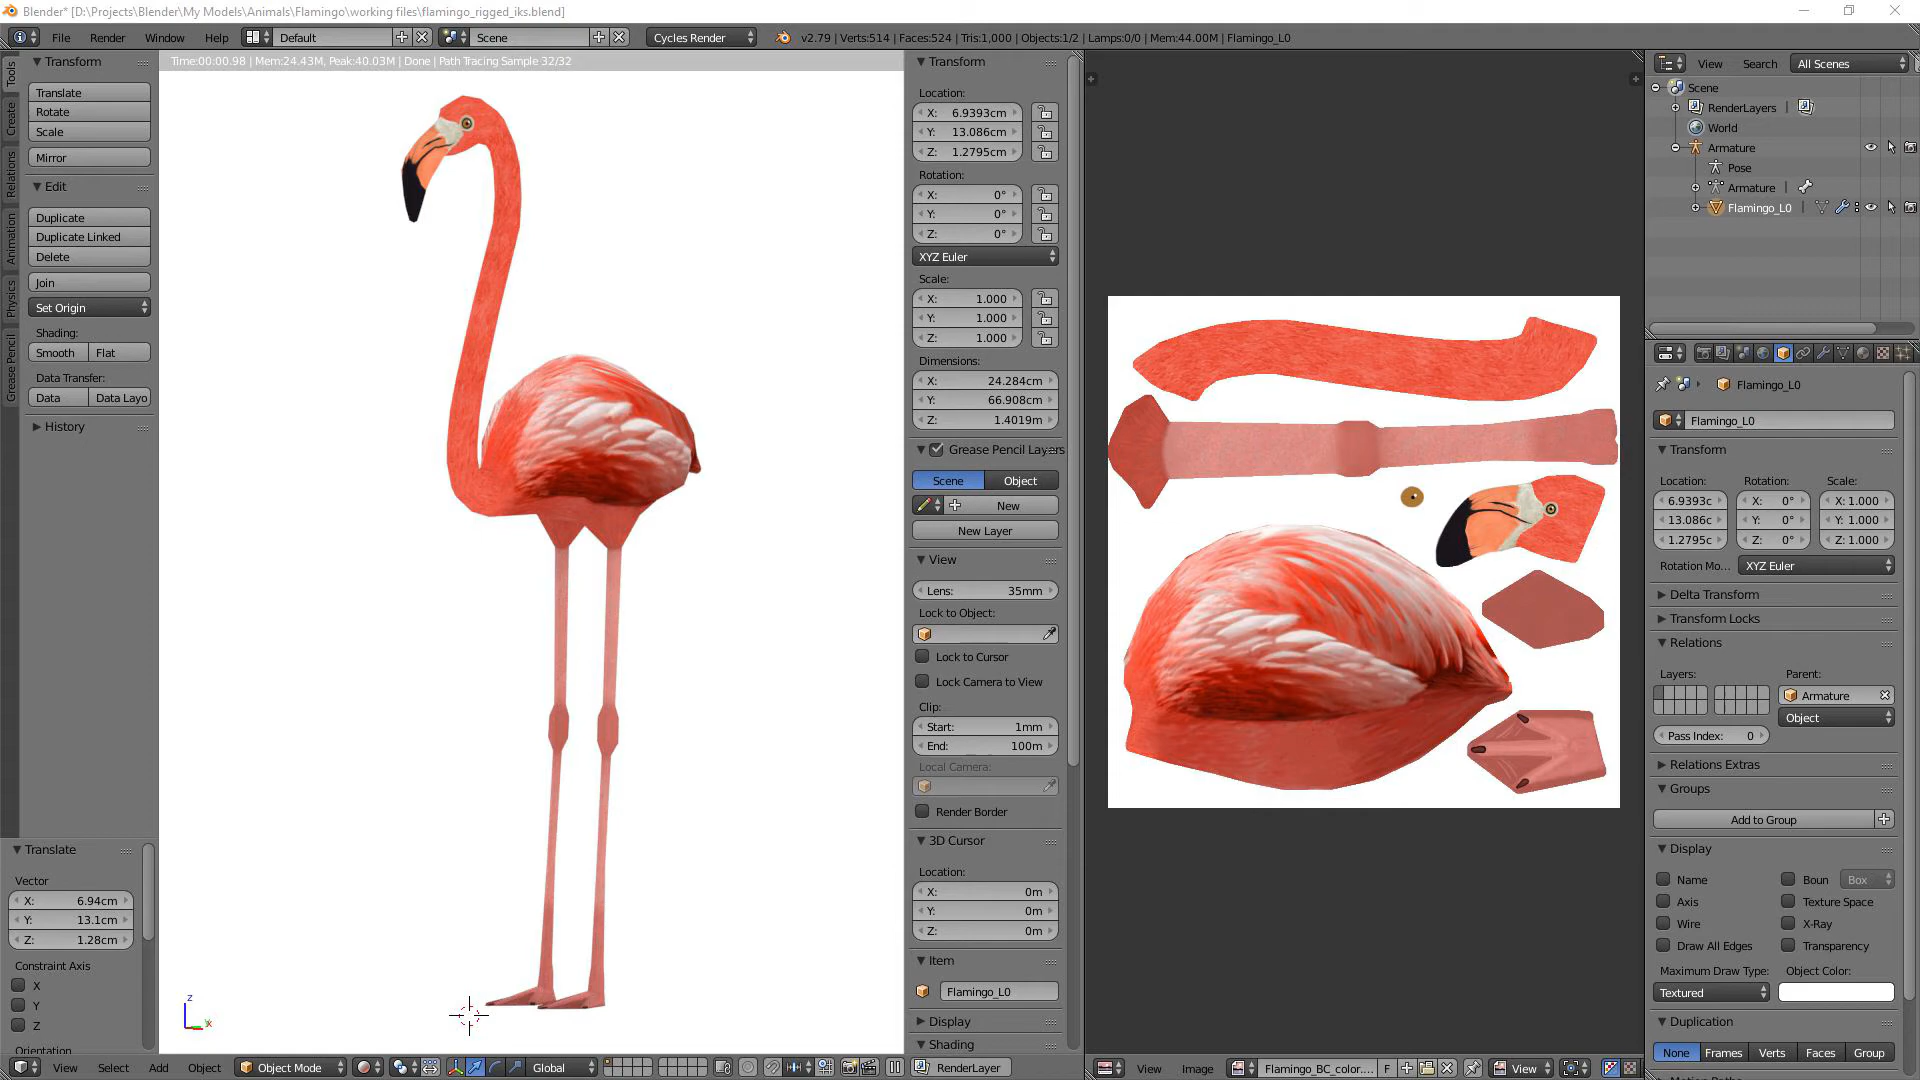 Blender* [D:\Projects\Blender\My Models\Animals\Flamingo\working files\flamingo_rigged_iks.blend]
File Render Window Help Default Scene Cycles Render v2.79 | Verts:514 | Faces:524 | Tris:1,000 | Objects:1/2 | Lamps:0/0 | Mem:44.00M | Flamingo_L0
Time:00:00.98 | Mem:24.43M, Peak:40.03M | Done | Path Tracing Sample 32/32
Tools
Create
Relations
Animation
Physics
Grease Pencil
Transform
Translate
Rotate
Scale
Mirror
Edit
Duplicate
Duplicate Linked
Delete
Join
Set Origin
Shading:
Smooth Flat
Data Transfer:
Data Data Layo
History
Translate
Vector
X: 6.94cm
Y: 13.1cm
Z: 1.28cm
Constraint Axis
X
Y
Z
Orientation
z
x
View Select Add Object Object Mode Global RenderLayer
Transform
Location:
X: 6.9393cm
Y: 13.086cm
Z: 1.2795cm
Rotation:
X: 0°
Y: 0°
Z: 0°
XYZ Euler
Scale:
X: 1.000
Y: 1.000
Z: 1.000
Dimensions:
X: 24.284cm
Y: 66.908cm
Z: 1.4019m
Grease Pencil Layers
Scene Object
New
New Layer
View
Lens: 35mm
Lock to Object:
Lock to Cursor
Lock Camera to View
Clip:
Start: 1mm
End: 100m
Local Camera:
Render Border
3D Cursor
Location:
X: 0m
Y: 0m
Z: 0m
Item
Flamingo_L0
Display
Shading
View Image Flamingo_BC_color.... F View
View Search All Scenes
Scene
RenderLayers
World
Armature
Pose
Armature
Flamingo_L0
Flamingo_L0
Flamingo_L0
Transform
Location: Rotation: Scale:
6.9393c X: 0° X: 1.000
13.086c Y: 0° Y: 1.000
1.2795c Z: 0° Z: 1.000
Rotation Mo... XYZ Euler
Delta Transform
Transform Locks
Relations
Layers: Parent:
Armature
Object
Pass Index: 0
Relations Extras
Groups
Add to Group
Display
Name Boun Box
Axis Texture Space
Wire X-Ray
Draw All Edges Transparency
Maximum Draw Type: Object Color:
Textured
Duplication
None Frames Verts Faces Group